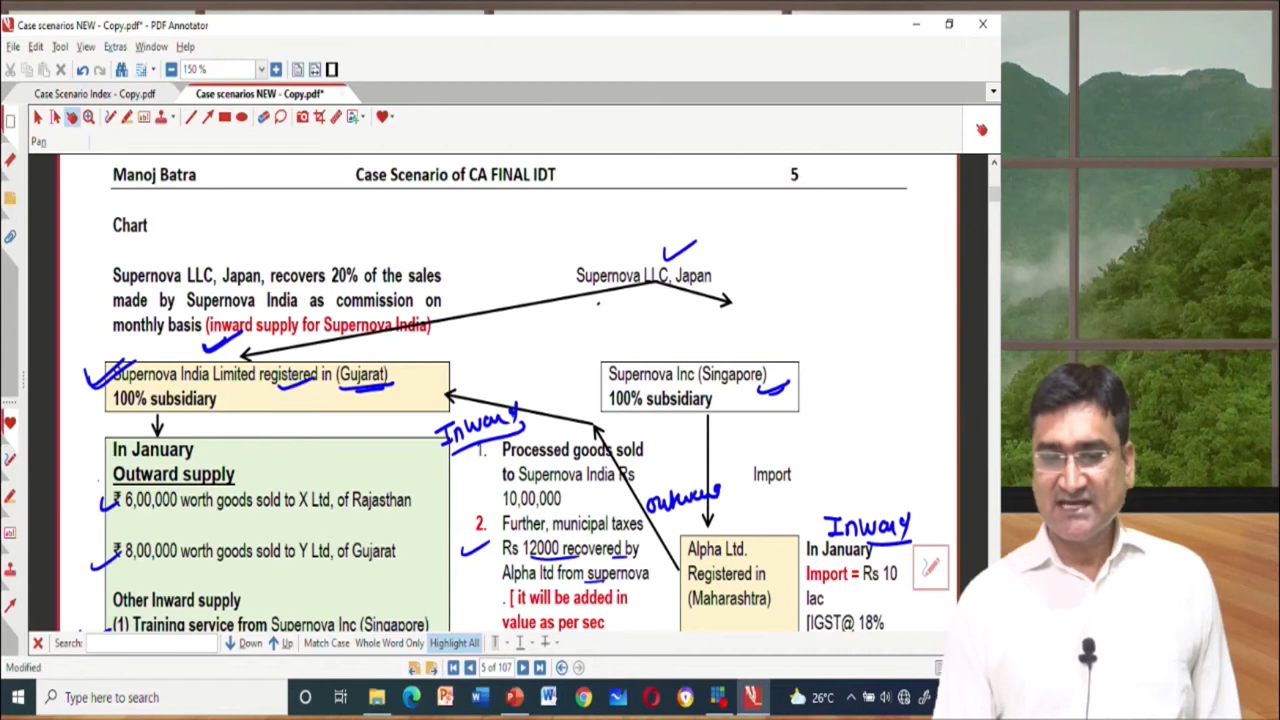 Case scenarios NEW - Copy.pdf* - PDF Annotator
File Edit Tool View Extras Window Help
150 %
Case Scenario Index - Copy.pdf Case scenarios NEW - Copy.pdf*
Pan
Manoj Batra Case Scenario of CA FINAL IDT 5
Chart
Supernova LLC, Japan, recovers 20% of the sales
made by Supernova India as commission on
monthly basis (inward supply for Supernova India)
Supernova LLC, Japan
Supernova India Limited registered in (Gujarat)
100% subsidiary
Supernova Inc (Singapore)
100% subsidiary
Inward
In January
Outward supply
₹ 6,00,000 worth goods sold to X Ltd, of Rajasthan
₹ 8,00,000 worth goods sold to Y Ltd, of Gujarat
Other Inward supply
(1) Training service from Supernova Inc (Singapore)
1. Processed goods sold
to Supernova India Rs
10,00,000
2. Further, municipal taxes
Rs 12000 recovered by
Alpha ltd from supernova
. [ it will be added in
value as per sec
outward
Import
Alpha Ltd.
Registered in
(Maharashtra)
Inward
In January
Import = Rs 10
lac
[IGST@ 18%
Search: Down Up Match Case Whole Word Only Highlight All
Modified 5 of 107
Type here to search 26°C